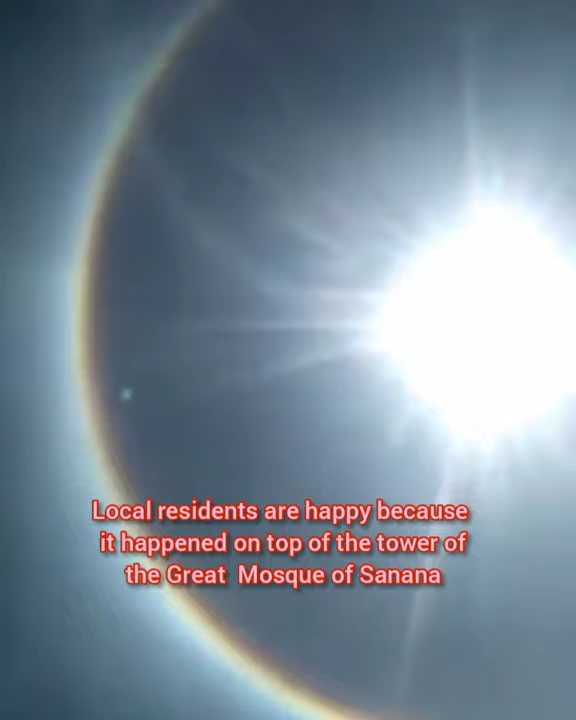 Local residents are happy because
it happened on top of the tower of
the Great  Mosque of Sanana